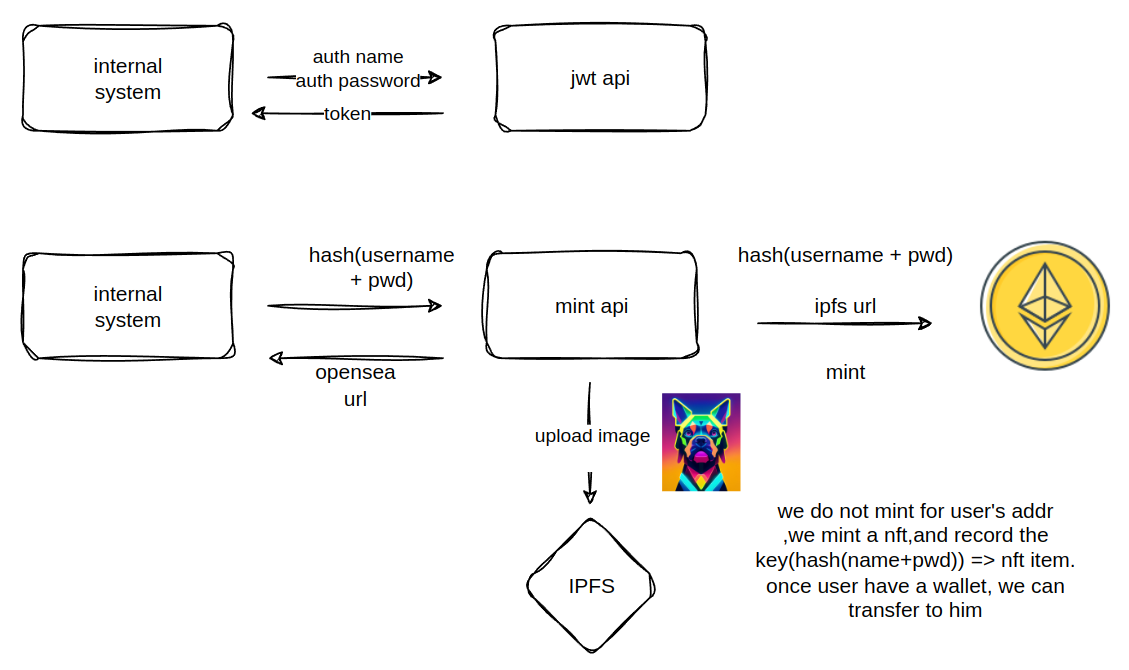 internal
system
auth name
auth password
token
jwt api
internal
system
hash(username
+ pwd)
opensea
url
mint api
hash(username + pwd)
ipfs url
mint
upload image
IPFS
we do not mint for user's addr
,we mint a nft,and record the
key(hash(name+pwd)) => nft item.
once user have a wallet, we can
transfer to him